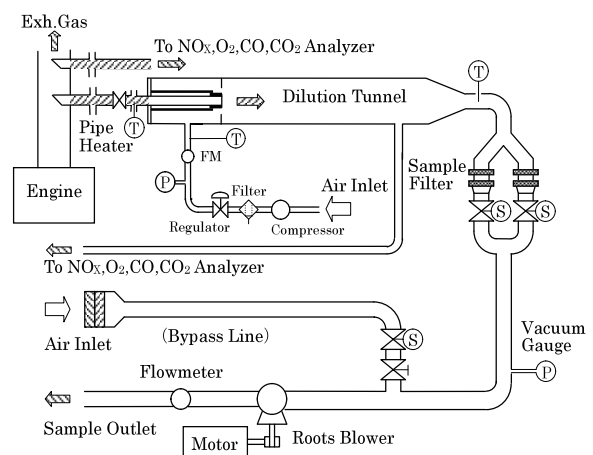 Exh.Gas
To NOX,O2,CO,CO2 Analyzer
T
Dilution Tunnel
Pipe
Heater
T
T
FM
Sample
Filter
P
Filter
Air Inlet
Engine
S
S
Regulator
Compressor
To NOX,O2,CO,CO2 Analyzer
Air Inlet
(Bypass Line)
S
Vacuum
Gauge
Flowmeter
P
Sample Outlet
Motor
Roots Blower